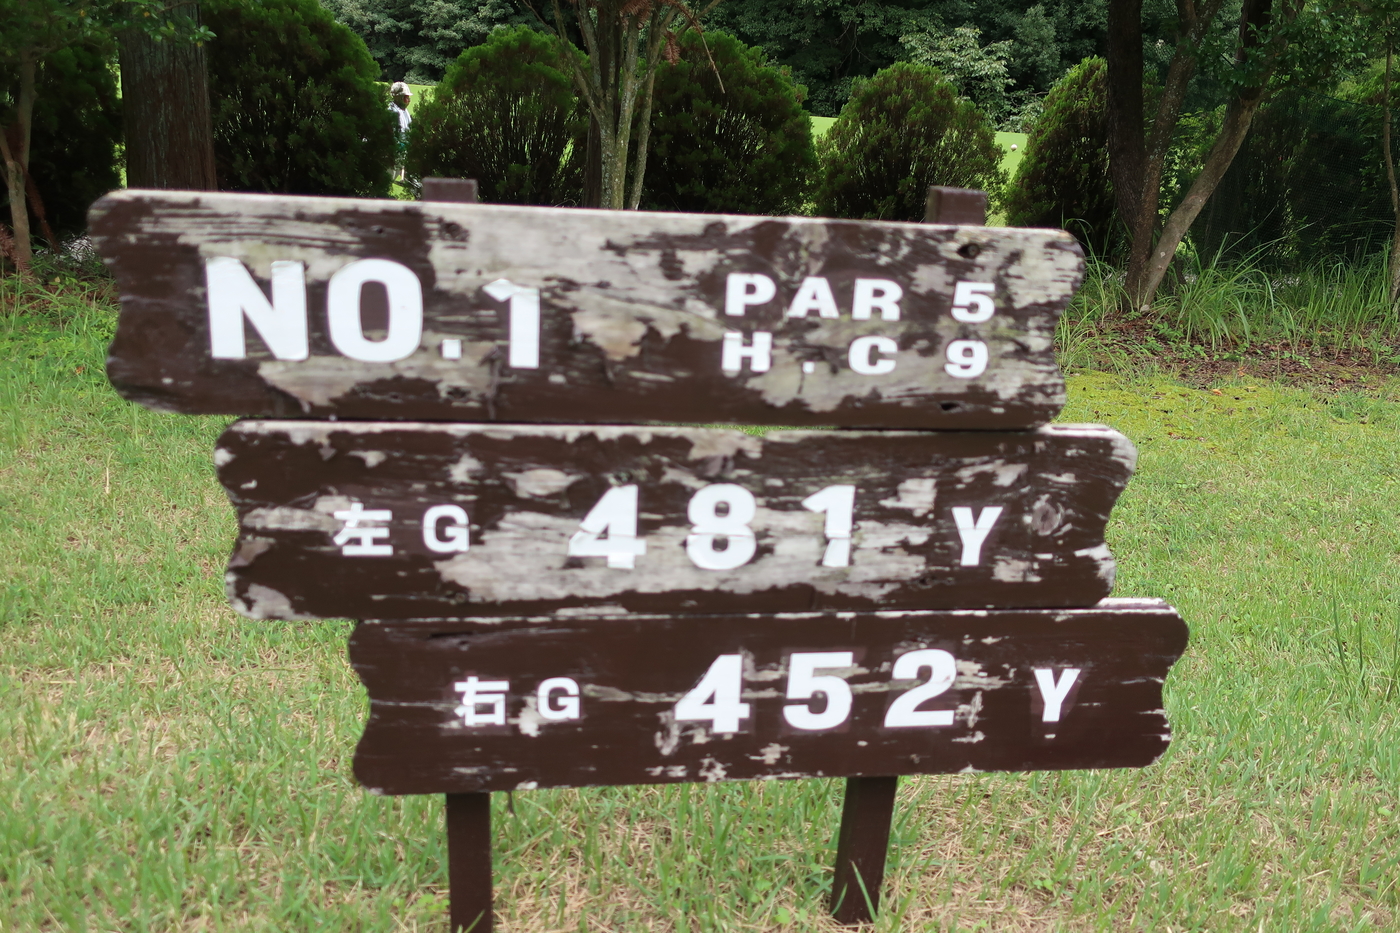 NO.1 PAR 5
H.C 9
左G 481 Y
右G 452 Y